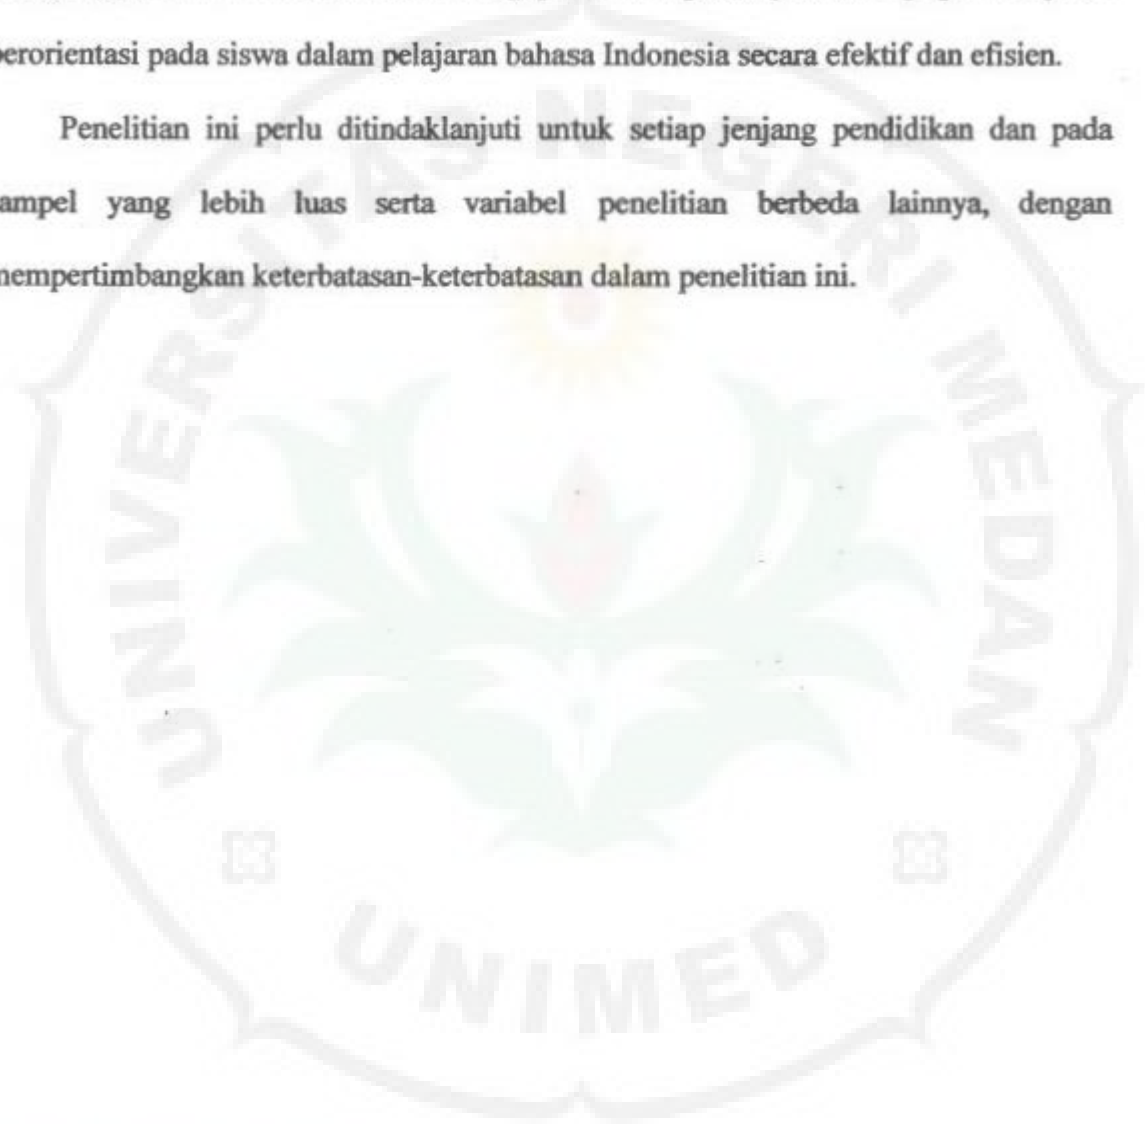 erorientasi pada siswa dalam pelajaran bahasa Indonesia secara efektif dan efisien.
Penelitian ini perlu ditindaklanjuti untuk setiap jenjang pendidikan dan pada
ampel yang lebih luas serta variabel penelitian berbeda lainnya, dengan
mempertimbangkan keterbatasan-keterbatasan dalam penelitian ini.
UNIVERSITAS NEGERI MEDAN
UNIMED